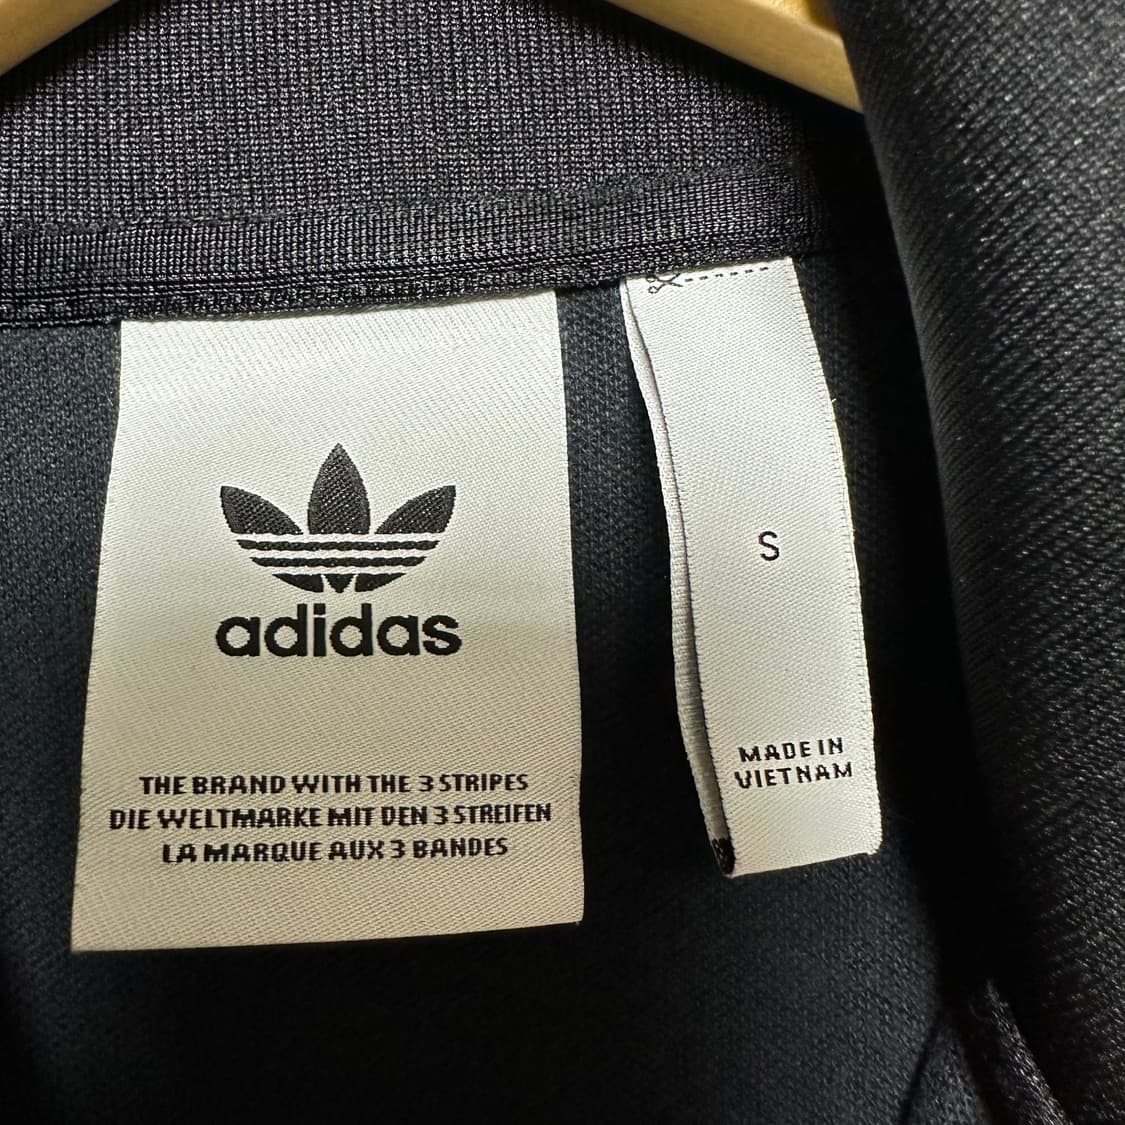 adidas
THE BRAND WITH THE 3 STRIPES
DIE WELTMARKE MIT DEN 3 STREIFEN
LA MARQUE AUX 3 BANDES
S
MADE IN
VIETNAM